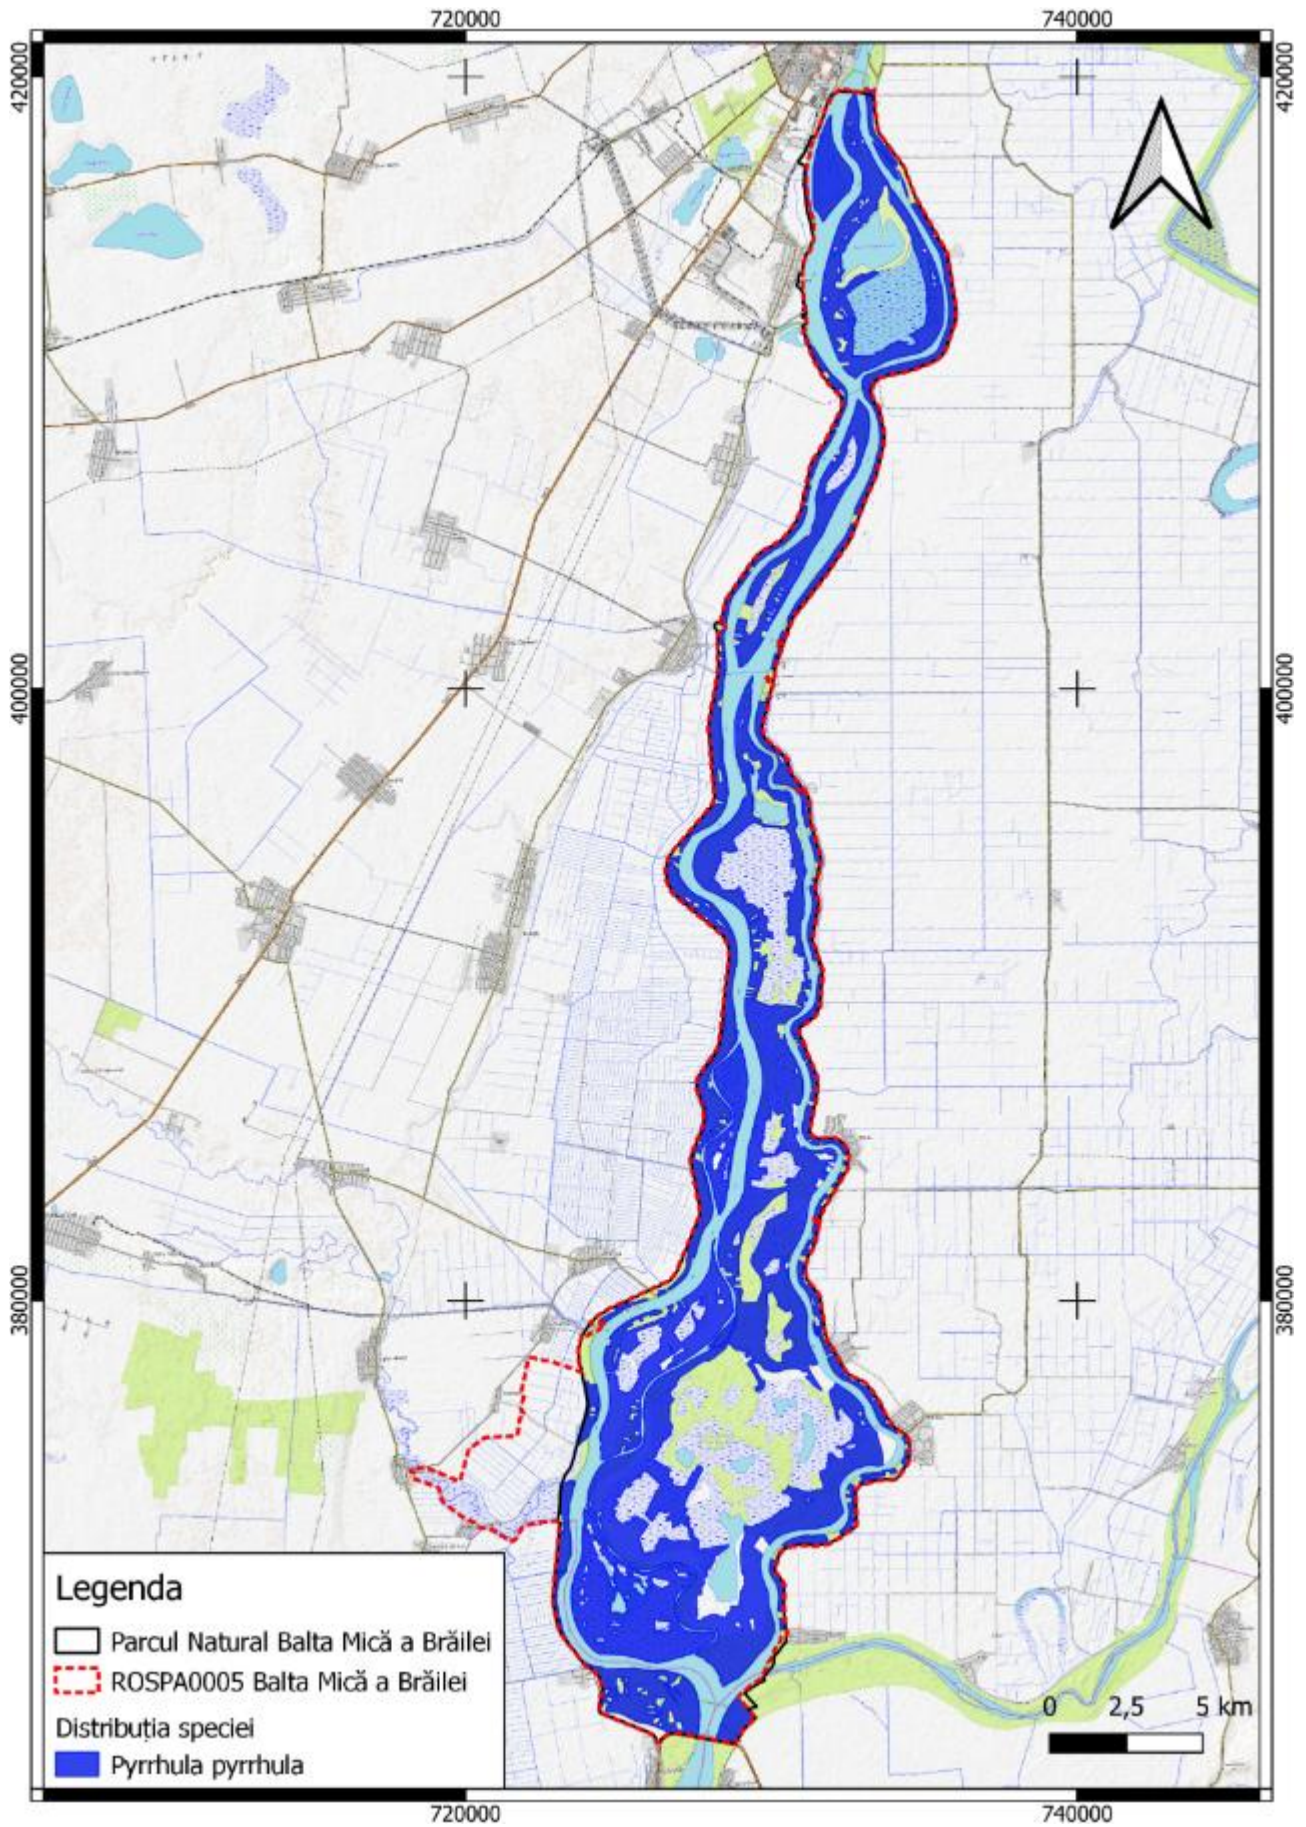 720000
740000
420000
420000
400000
400000
380000
380000
Legenda
Parcul Natural Balta Mică a Brăilei
ROSPA0005 Balta Mică a Brăilei
Distribuția speciei
Pyrrhula pyrrhula
0 2,5 5 km
720000
740000